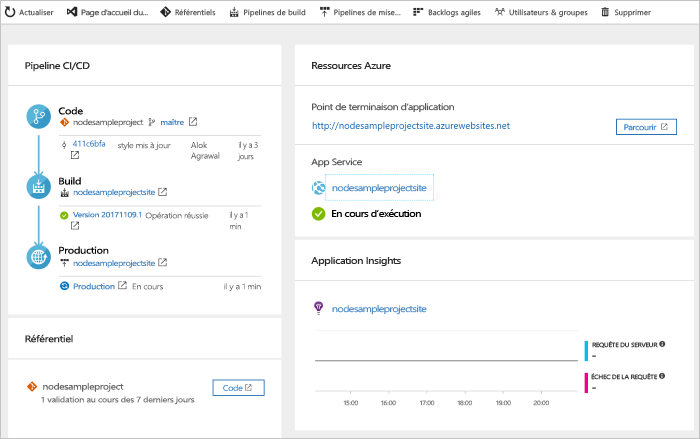 Actualiser Page d'accueil du... Référentiels Pipelines de build Pipelines de mise... Backlogs agiles Utilisateurs & groupes Supprimer
Pipeline CI/CD
Code
nodesampleproject maître
411c6bfa style mis à jour Alok Agrawal il y a 3 jours
Build
nodesampleprojectsite
Version 20171109.1 Opération réussie il y a 1 min
Production
nodesampleprojectsite
Production En cours il y a 1 min
Référentiel
nodesampleproject Code
1 validation au cours des 7 derniers jours
Ressources Azure
Point de terminaison d'application
http://nodesampleprojectsite.azurewebsites.net Parcourir
App Service
nodesampleprojectsite
En cours d'exécution
Application Insights
nodesampleprojectsite
REQUÊTE DU SERVEUR
--
ÉCHEC DE LA REQUÊTE
--
15:00 16:00 17:00 18:00 19:00 20:00